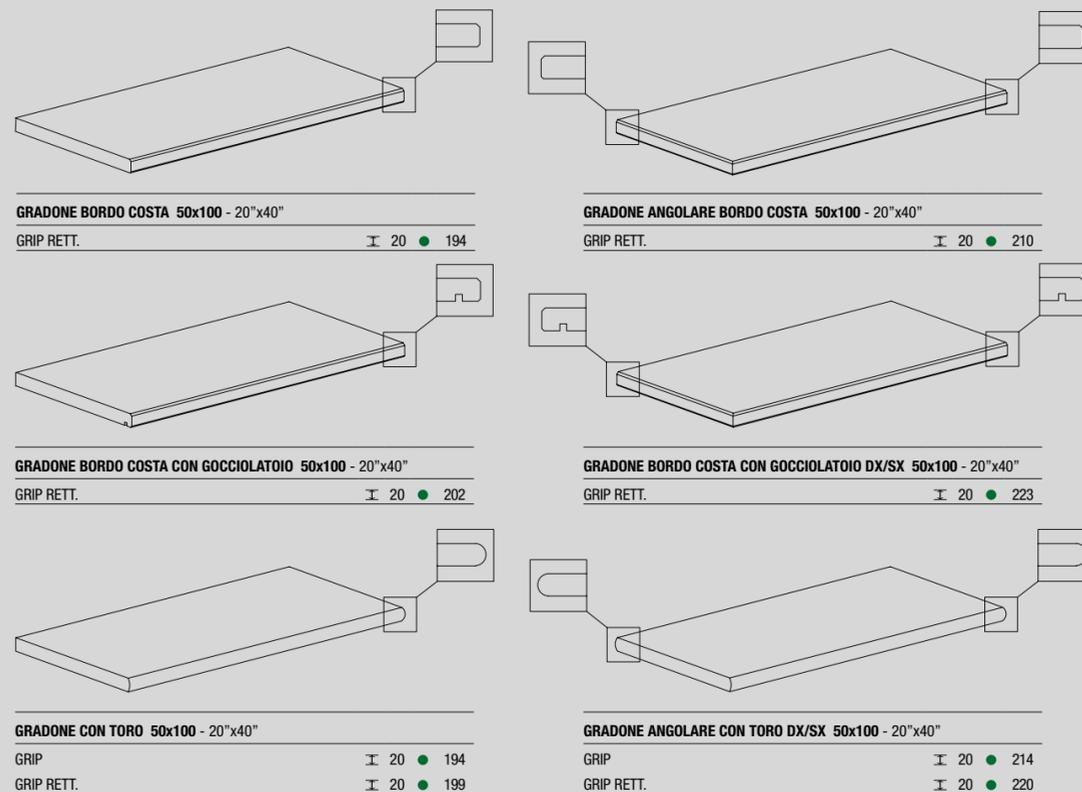 GRADONE BORDO COSTA 50x100 - 20”x40”
GRIP RETT. 20 194
GRADONE ANGOLARE BORDO COSTA 50x100 - 20”x40”
GRIP RETT. 20 210
GRADONE BORDO COSTA CON GOCCIOLATOIO 50x100 - 20”x40”
GRIP RETT. 20 202
GRADONE BORDO COSTA CON GOCCIOLATOIO DX/SX 50x100 - 20”x40”
GRIP RETT. 20 223
GRADONE CON TORO 50x100 - 20”x40”
GRIP 20 194
GRIP RETT. 20 199
GRADONE ANGOLARE CON TORO DX/SX 50x100 - 20”x40”
GRIP 20 214
GRIP RETT. 20 220